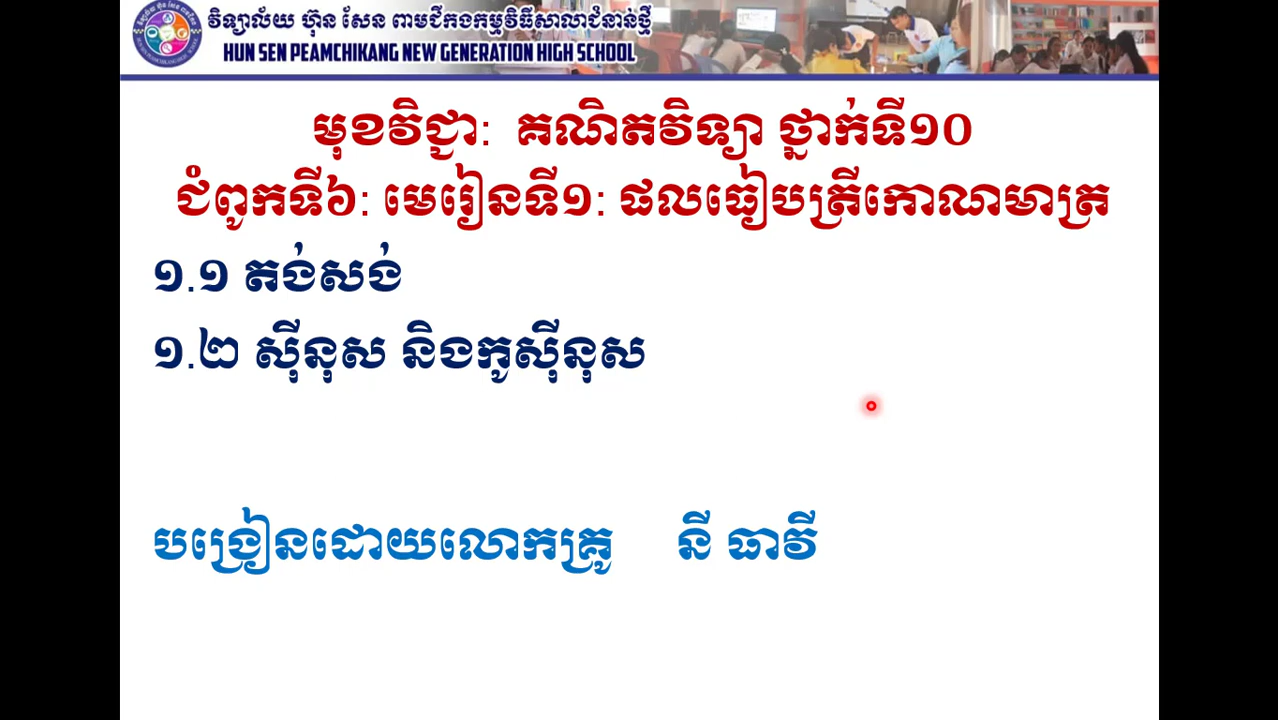 វិទ្យាល័យ ហ៊ុន សែន ពាមជីកងកម្មវិធីសាលាជំនាន់ថ្មី
HUN SEN PEAMCHIKANG NEW GENERATION HIGH SCHOOL
មុខវិជ្ជា: គណិតវិទ្យា ថ្នាក់ទី១០
ជំពូកទី៦: មេរៀនទី១: ផលធៀបត្រីកោណមាត្រ
១.១ តង់សង់
១.២ ស៊ីនុស និងកូស៊ីនុស
បង្រៀនដោយលោកគ្រូ នី ធាវី